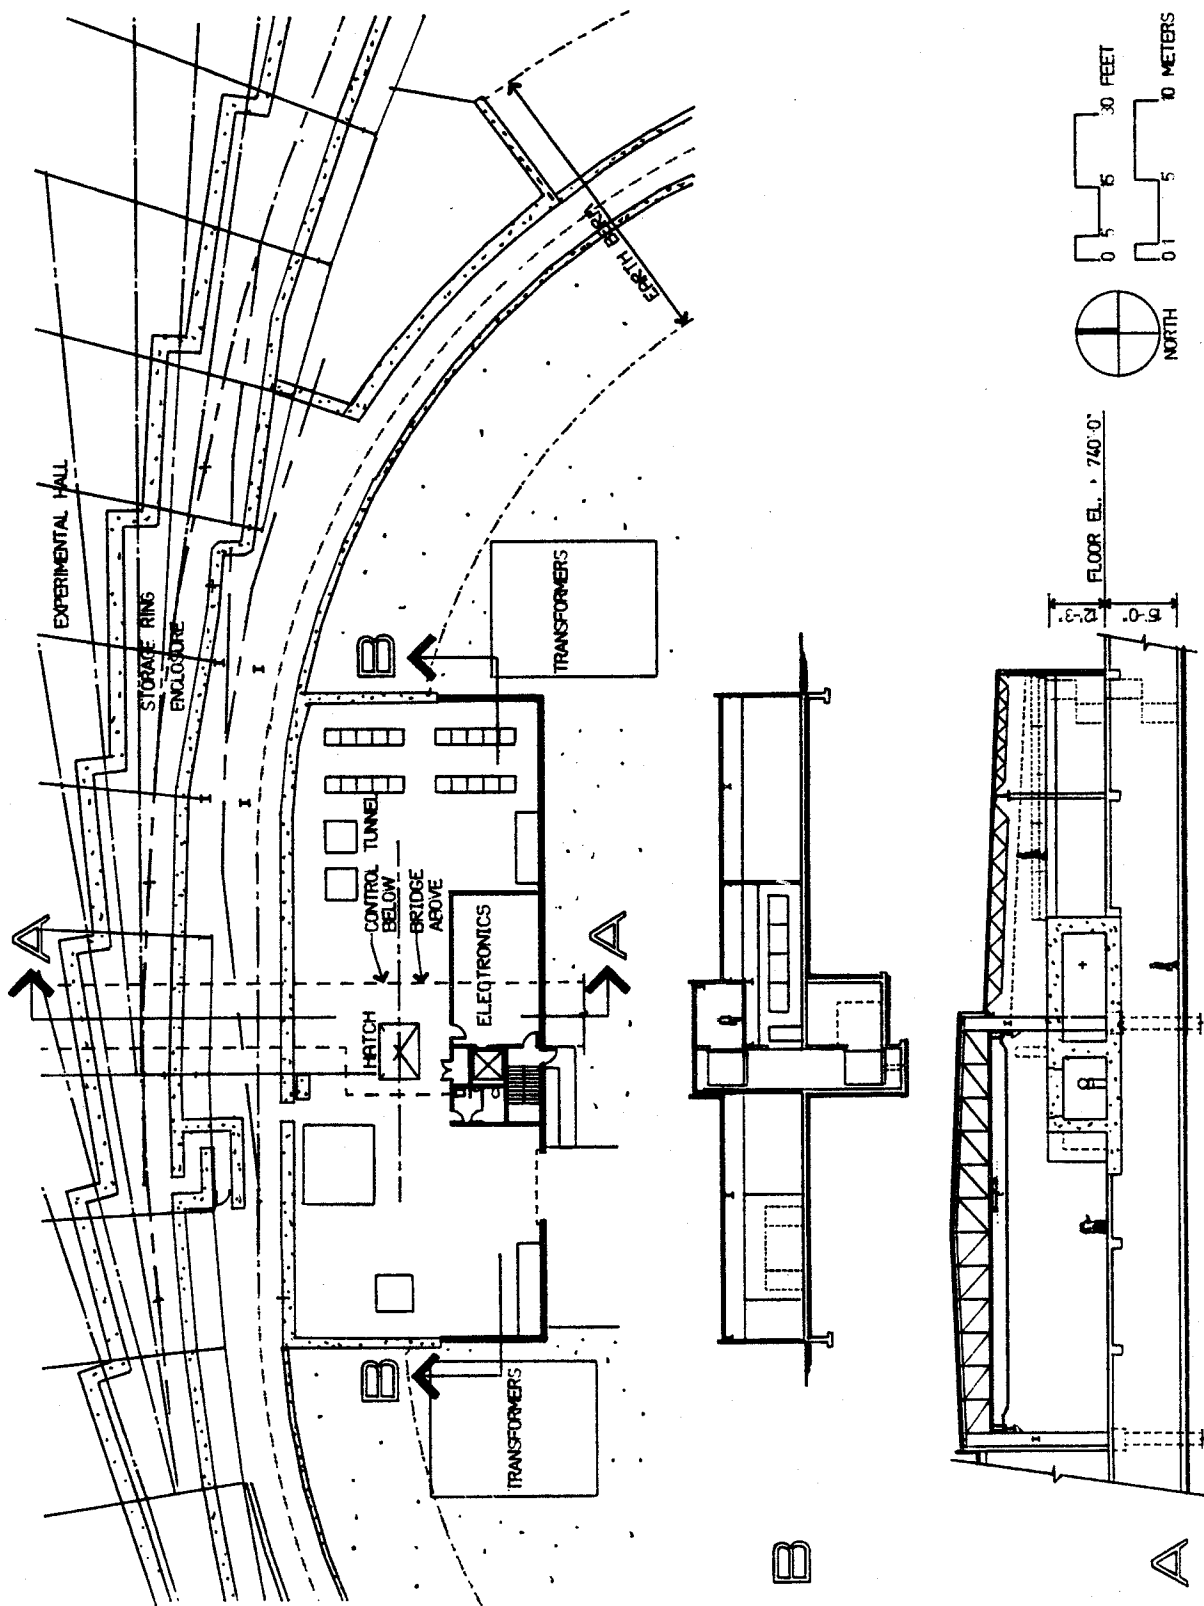 EXPERIMENTAL HALL
STORAGE RING
ENCLOSURE
A
A
B
B
EARTH BERM
TRANSFORMERS
TRANSFORMERS
CONTROL TUNNEL
BELOW
BRIDGE
ABOVE
HATCH
ELECTRONICS
B
A
FLOOR EL. + 740'-0"
12'-3"
15'-0"
NORTH
0 5 15 30 FEET
0 1 5 10 METERS